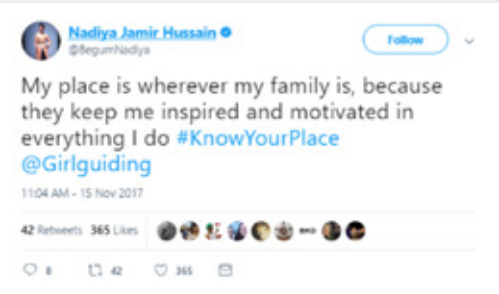 Nadiya Jamir Hussain
@BegumNadiya
Follow
My place is wherever my family is, because
they keep me inspired and motivated in
everything I do #KnowYourPlace
@Girlguiding
11:04 AM - 15 Nov 2017
42 Retweets 365 Likes
8 42 365